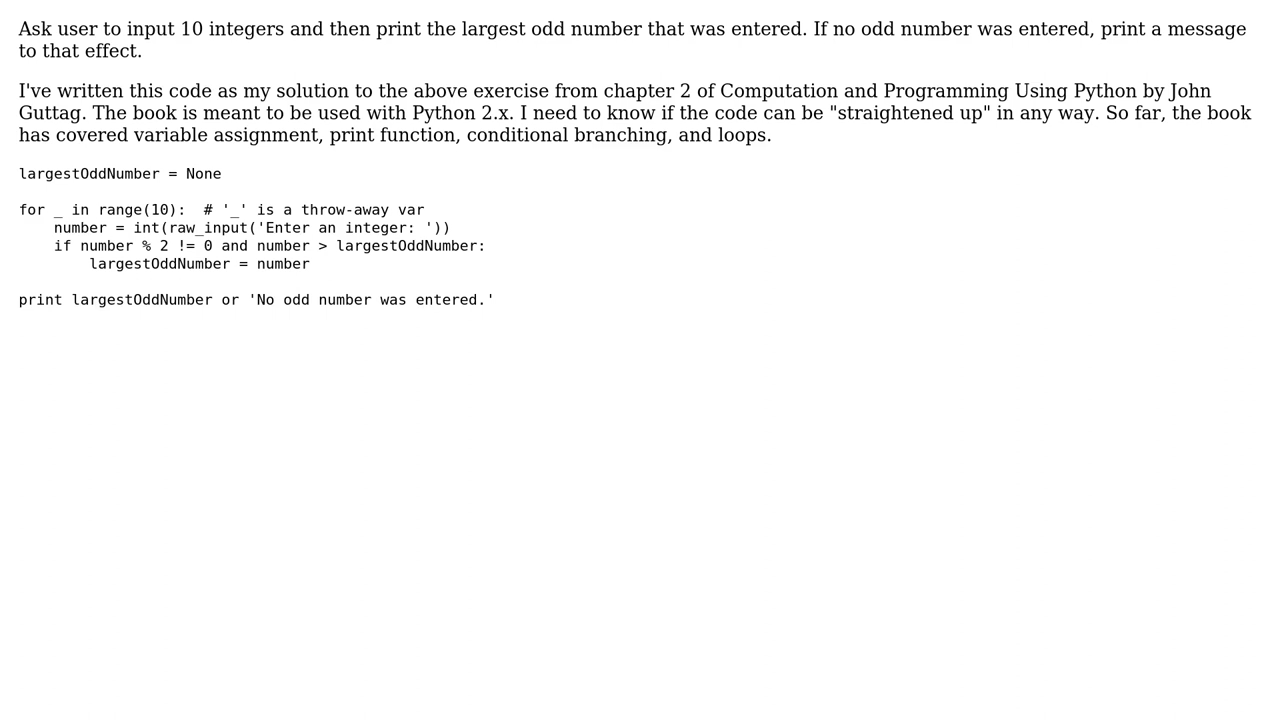 Ask user to input 10 integers and then print the largest odd number that was entered. If no odd number was entered, print a message
to that effect.
I've written this code as my solution to the above exercise from chapter 2 of Computation and Programming Using Python by John
Guttag. The book is meant to be used with Python 2.x. I need to know if the code can be "straightened up" in any way. So far, the book
has covered variable assignment, print function, conditional branching, and loops.
largestOddNumber = None
for _ in range(10):  # '_' is a throw-away var
    number = int(raw_input('Enter an integer: '))
    if number % 2 != 0 and number > largestOddNumber:
        largestOddNumber = number
print largestOddNumber or 'No odd number was entered.'